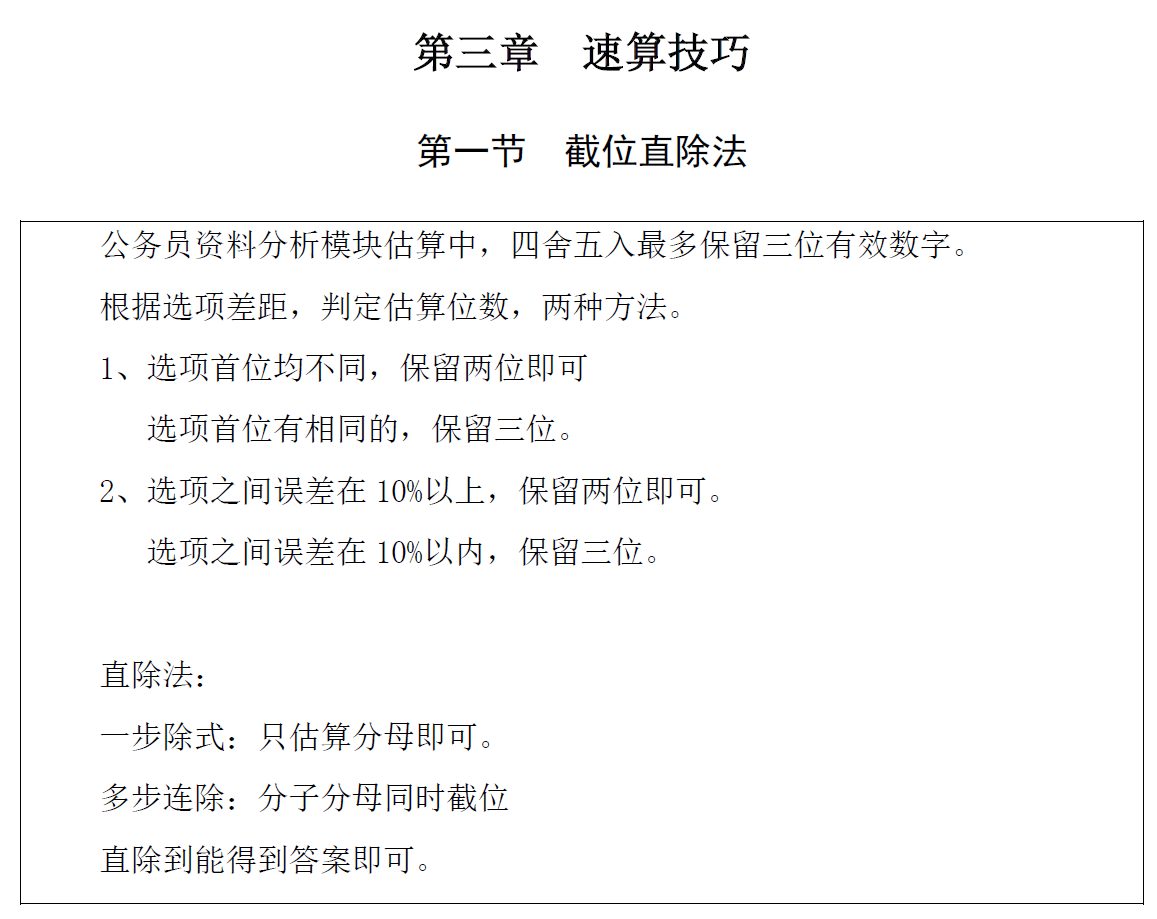 第三章　速算技巧
第一节　截位直除法
公务员资料分析模块估算中，四舍五入最多保留三位有效数字。
根据选项差距，判定估算位数，两种方法。
1、选项首位均不同，保留两位即可
选项首位有相同的，保留三位。
2、选项之间误差在 10%以上，保留两位即可。
选项之间误差在 10%以内，保留三位。
直除法：
一步除式：只估算分母即可。
多步连除：分子分母同时截位
直除到能得到答案即可。